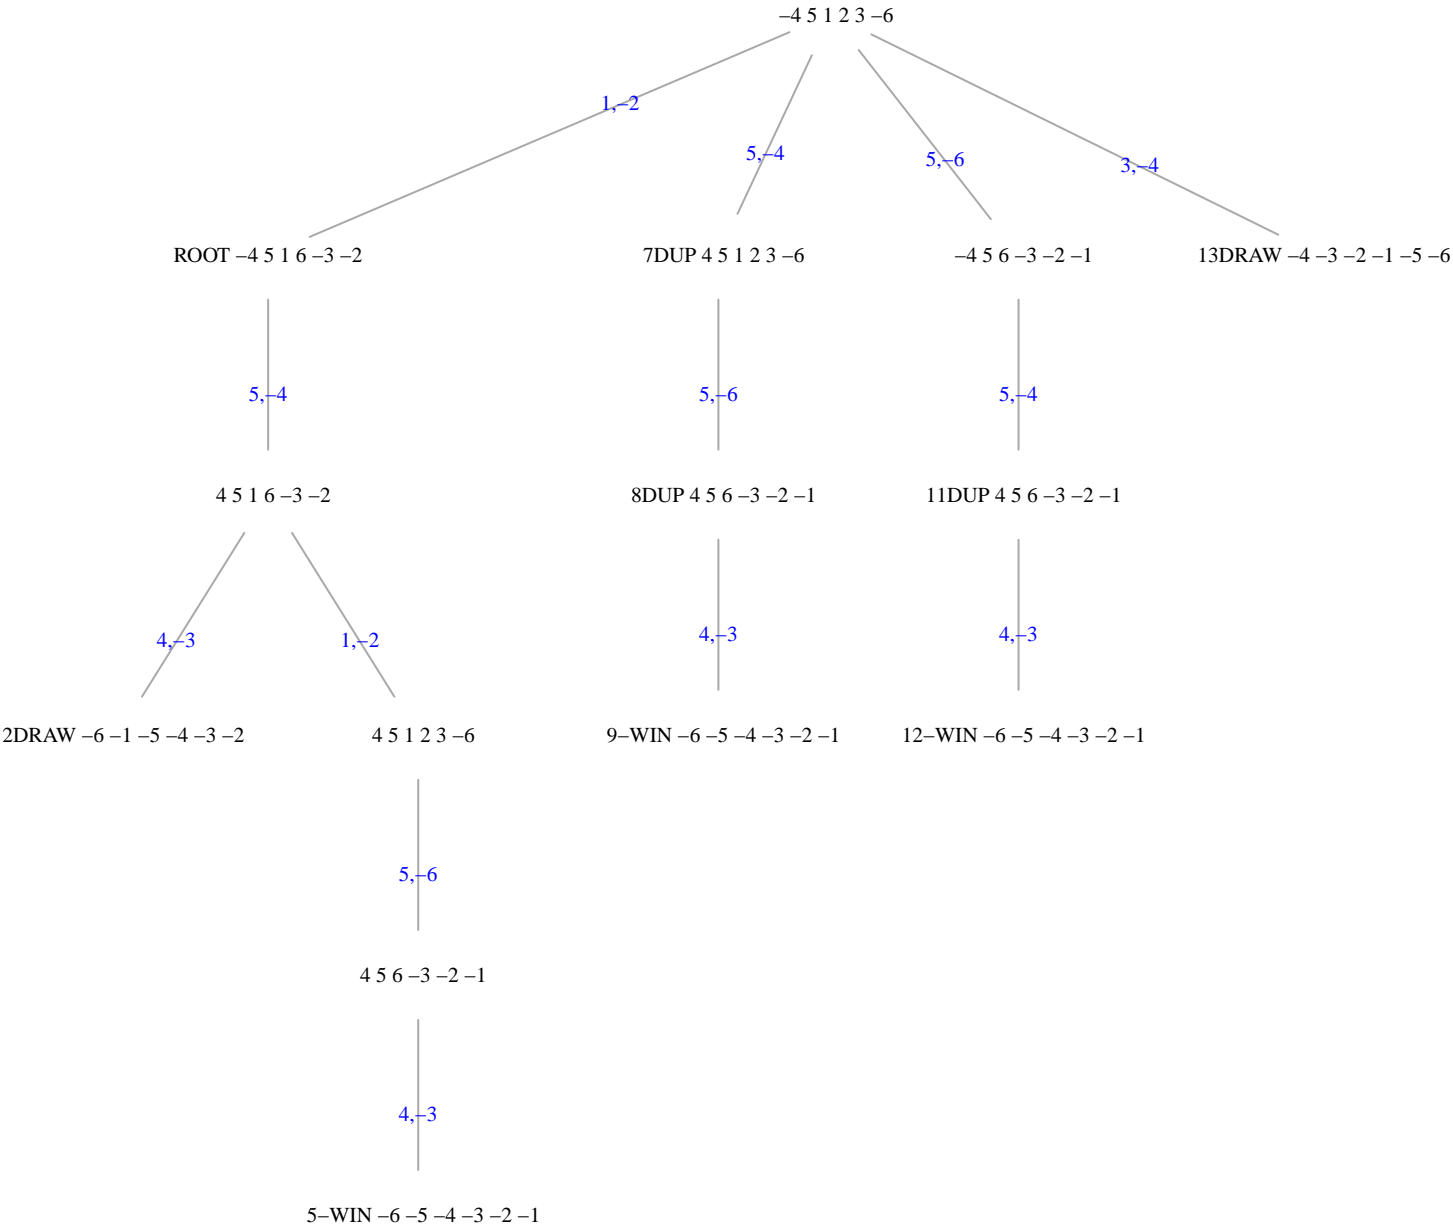 –4 5 1 2 3 –6
1,–2
5,–4
5,–6
3,–4
ROOT –4 5 1 6 –3 –2
7DUP 4 5 1 2 3 –6
–4 5 6 –3 –2 –1
13DRAW –4 –3 –2 –1 –5 –6
5,–4
5,–6
5,–4
4 5 1 6 –3 –2
8DUP 4 5 6 –3 –2 –1
11DUP 4 5 6 –3 –2 –1
4,–3
1,–2
4,–3
4,–3
2DRAW –6 –1 –5 –4 –3 –2
4 5 1 2 3 –6
9–WIN –6 –5 –4 –3 –2 –1
12–WIN –6 –5 –4 –3 –2 –1
5,–6
4 5 6 –3 –2 –1
4,–3
5–WIN –6 –5 –4 –3 –2 –1